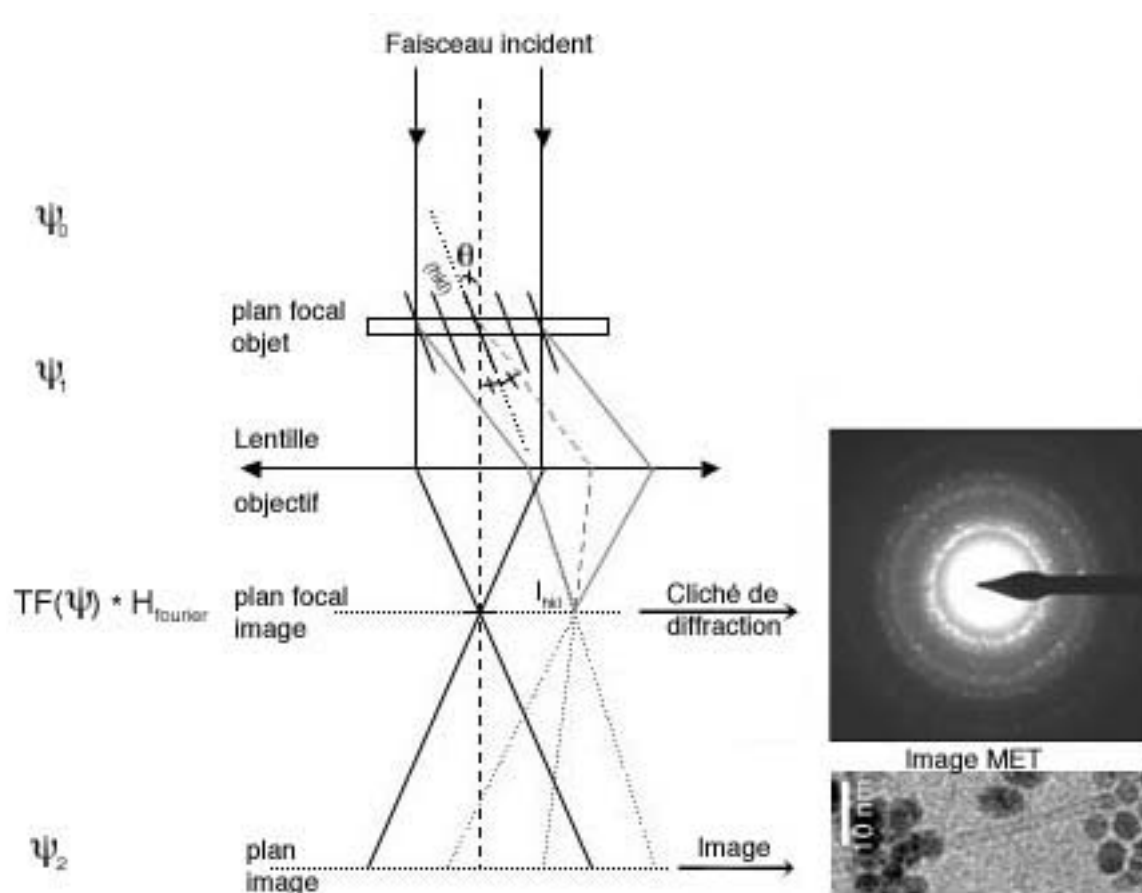 Faisceau incident
Ψ0
θ
(hkl)
plan focal
objet
Ψ1
Lentille
objectif
TF(Ψ) * Hfourier
plan focal
image
Ihkl
Cliché de
diffraction
Image MET
10 nm
Ψ2
plan
image
Image